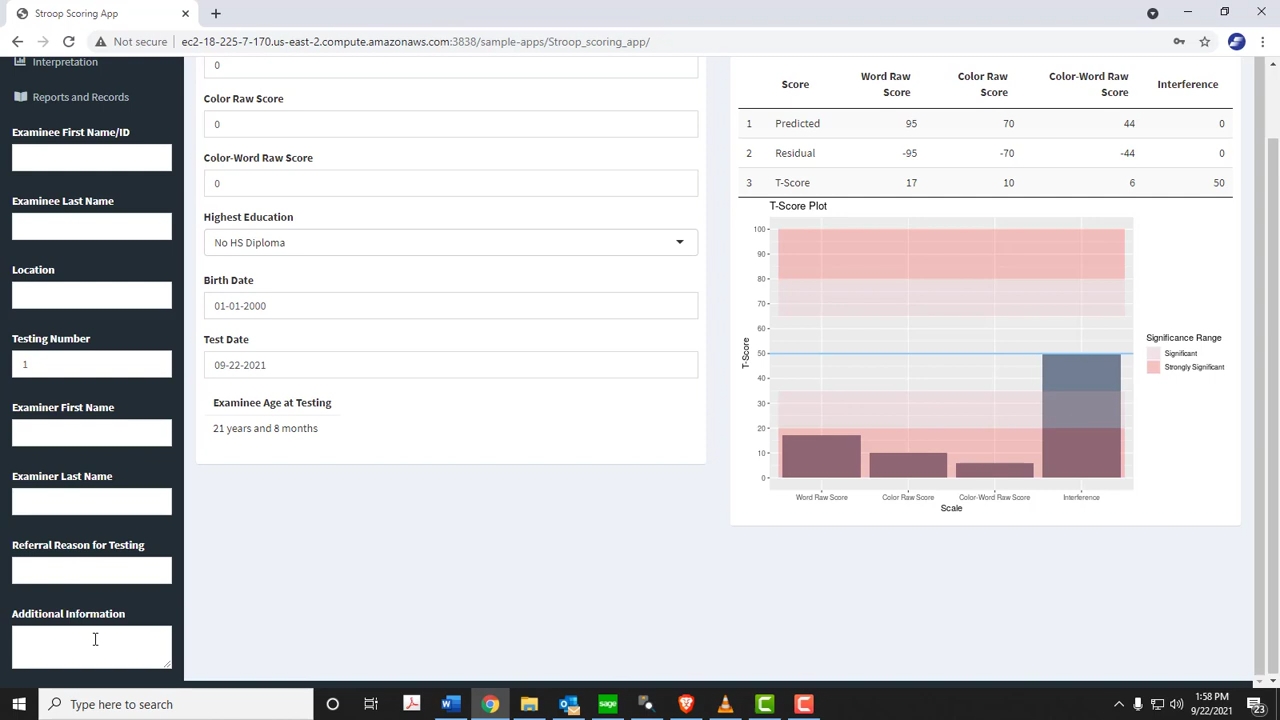 Stroop Scoring App
Not secure
ec2-18-225-7-170.us-east-2.compute.amazonaws.com:3838/sample-apps/Stroop_scoring_app/
Interpretation
Reports and Records
Examinee First Name/ID
Examinee Last Name
Location
Testing Number
1
Examiner First Name
Examiner Last Name
Referral Reason for Testing
Additional Information
0
Color Raw Score
0
Color-Word Raw Score
0
Highest Education
No HS Diploma
Birth Date
01-01-2000
Test Date
09-22-2021
Examinee Age at Testing
21 years and 8 months
Score Word Raw Score Color Raw Score Color-Word Raw Score Interference
1 Predicted 95 70 44 0
2 Residual -95 -70 -44 0
3 T-Score 17 10 6 50
T-Score Plot
100
90
80
70
60
50
40
30
20
10
0
T-Score
Word Raw Score Color Raw Score Color-Word Raw Score Interference
Scale
Significance Range
Significant
Strongly Significant
Type here to search
sage
1:58 PM
9/22/2021
23